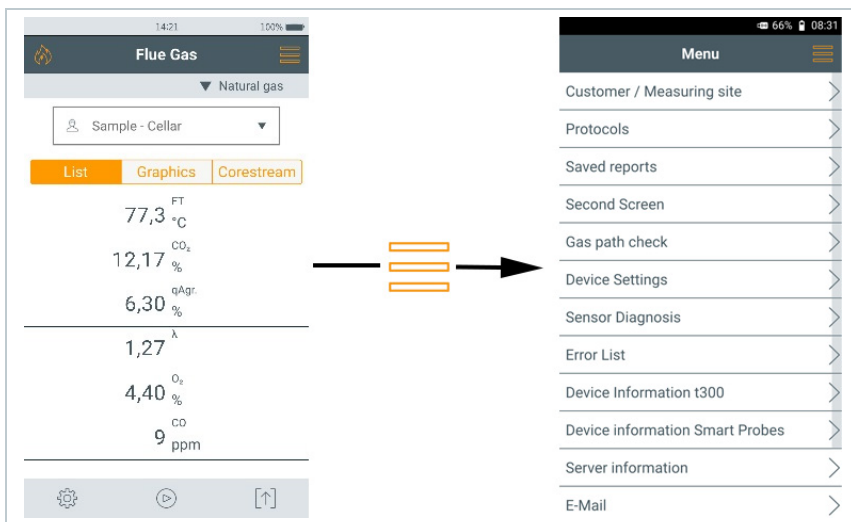 14:21 100%
Flue Gas
Natural gas
Sample - Cellar
List Graphics Corestream
77,3 FT °C
12,17 CO₂ %
6,30 qAgr. %
1,27 λ
4,40 O₂ %
9 CO ppm
66% 08:31
Menu
Customer / Measuring site
Protocols
Saved reports
Second Screen
Gas path check
Device Settings
Sensor Diagnosis
Error List
Device Information t300
Device information Smart Probes
Server information
E-Mail